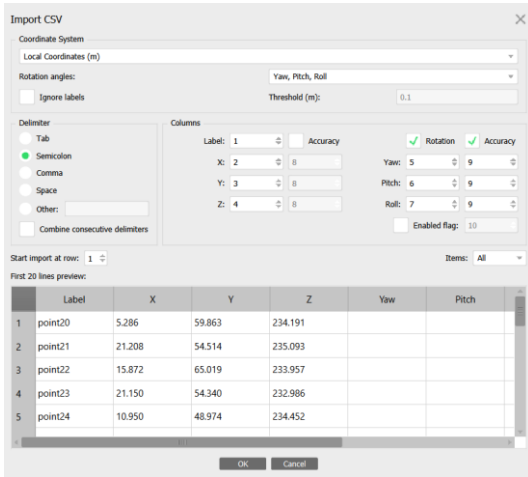 Import CSV
Coordinate System
Local Coordinates (m)
Rotation angles: Yaw, Pitch, Roll
Ignore labels Threshold (m): 0.1
Delimiter Columns
Tab Label: 1 Accuracy Rotation Accuracy
Semicolon X: 2 8 Yaw: 5 9
Comma Y: 3 8 Pitch: 6 9
Space Z: 4 8 Roll: 7 9
Other: Enabled flag: 10
Combine consecutive delimiters
Start import at row: 1 Items: All
First 20 lines preview:
Label X Y Z Yaw Pitch
1 point20 5.286 59.863 234.191
2 point21 21.208 54.514 235.093
3 point22 15.872 65.019 233.957
4 point23 21.150 54.340 232.986
5 point24 10.950 48.974 234.452
OK Cancel